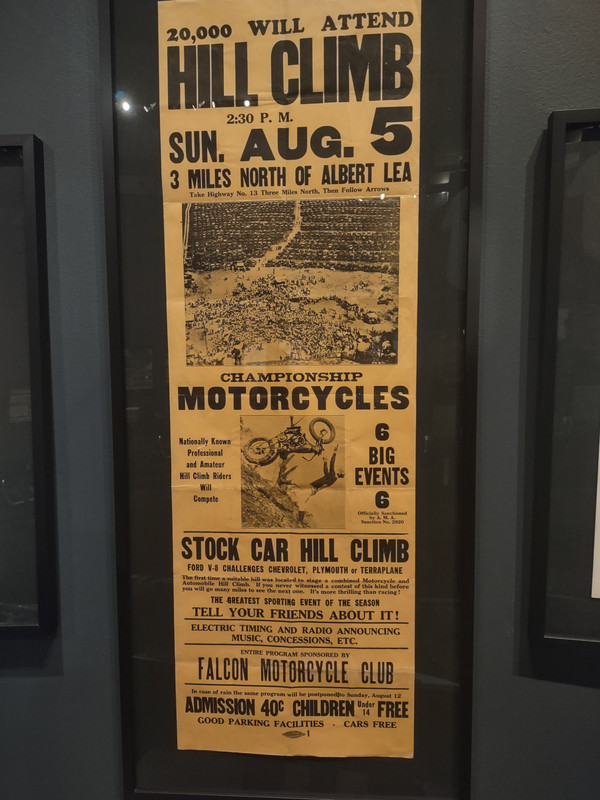 20,000 WILL ATTEND
HILL CLIMB
2:30 P. M.
SUN. AUG. 5
3 MILES NORTH OF ALBERT LEA
Take Highway No. 13 Three Miles North, Then Follow Arrows
CHAMPIONSHIP
MOTORCYCLES
Nationally Known
Professional
and Amateur
Hill Climb Riders
Will
Compete
6
BIG
EVENTS
6
Officially Sanctioned
by A. M. A.
Sanction No. 2020
STOCK CAR HILL CLIMB
FORD V-8 CHALLENGES CHEVROLET, PLYMOUTH or TERRAPLANE
The first time a suitable hill was located to stage a combined Motorcycle and
Automobile Hill Climb. If you never witnessed a contest of this kind before
you will go many miles to see the next one. It's more thrilling than racing!
THE GREATEST SPORTING EVENT OF THE SEASON
TELL YOUR FRIENDS ABOUT IT!
ELECTRIC TIMING AND RADIO ANNOUNCING
MUSIC, CONCESSIONS, ETC.
ENTIRE PROGRAM SPONSORED BY
FALCON MOTORCYCLE CLUB
In case of rain the same program will be postponed to Sunday, August 12
ADMISSION 40c CHILDREN Under 14 FREE
GOOD PARKING FACILITIES - CARS FREE
1